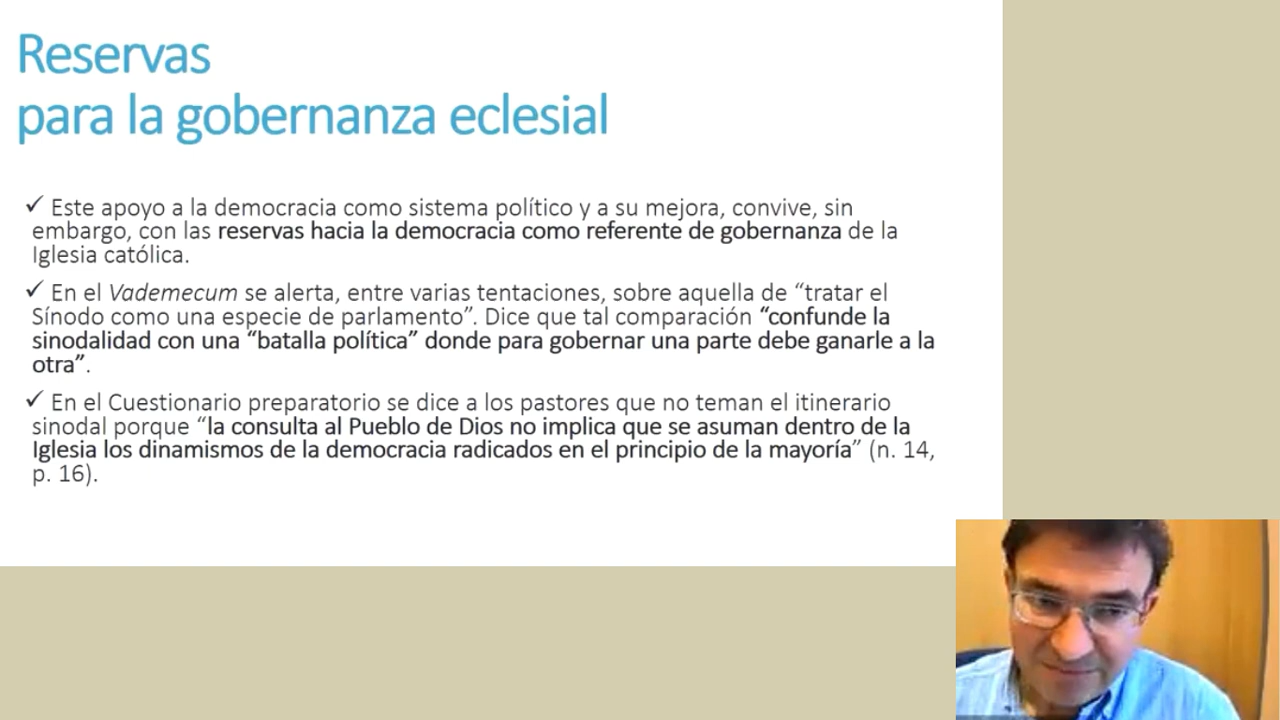 Reservas
para la gobernanza eclesial
✓ Este apoyo a la democracia como sistema político y a su mejora, convive, sin
embargo, con las reservas hacia la democracia como referente de gobernanza de la
Iglesia católica.
✓ En el Vademecum se alerta, entre varias tentaciones, sobre aquella de “tratar el
Sínodo como una especie de parlamento”. Dice que tal comparación “confunde la
sinodalidad con una “batalla política” donde para gobernar una parte debe ganarle a la
otra”.
✓ En el Cuestionario preparatorio se dice a los pastores que no teman el itinerario
sinodal porque “la consulta al Pueblo de Dios no implica que se asuman dentro de la
Iglesia los dinamismos de la democracia radicados en el principio de la mayoría” (n. 14,
p. 16).